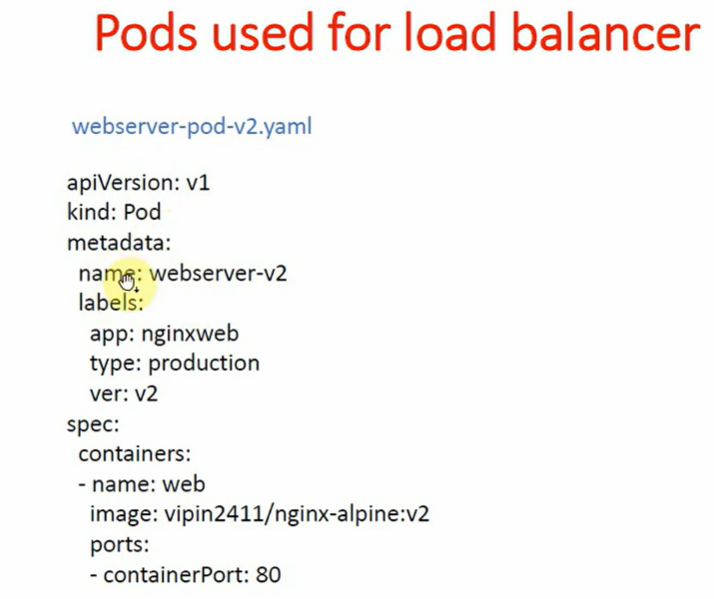 Pods used for load balancer
webserver-pod-v2.yaml
apiVersion: v1
kind: Pod
metadata:
name: webserver-v2
labels:
app: nginxweb
type: production
ver: v2
spec:
containers:
- name: web
image: vipin2411/nginx-alpine:v2
ports:
- containerPort: 80